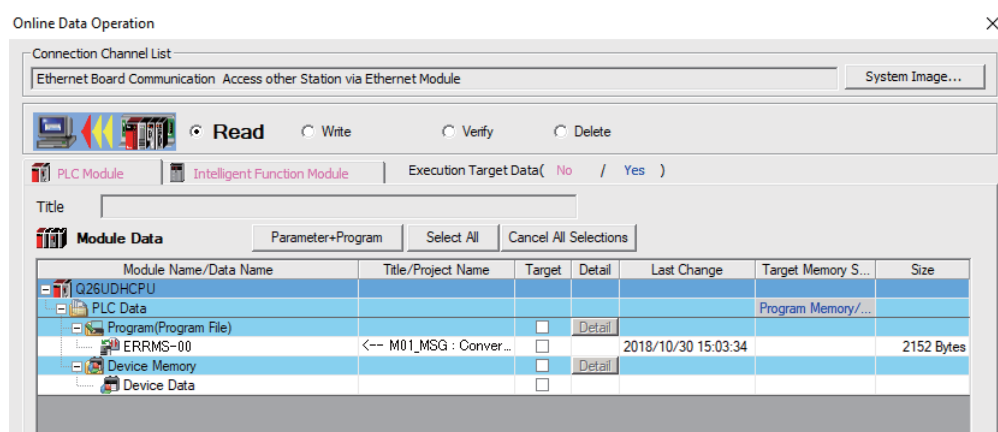 Online Data Operation
Connection Channel List
Ethernet Board Communication Access other Station via Ethernet Module
System Image...
Read Write Verify Delete
PLC Module Intelligent Function Module Execution Target Data( No / Yes )
Title
Module Data Parameter+Program Select All Cancel All Selections
Module Name/Data Name Title/Project Name Target Detail Last Change Target Memory S... Size
Q26UDHCPU
PLC Data Program Memory/...
Program(Program File) Detail
ERRMS-00 <-- M01_MSG : Conver... 2018/10/30 15:03:34 2152 Bytes
Device Memory Detail
Device Data